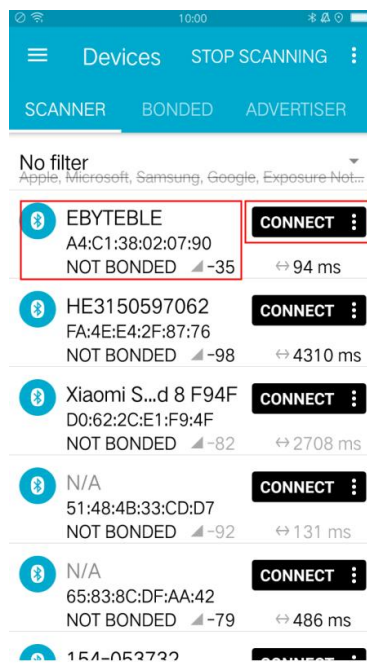 10:00
Devices STOP SCANNING
SCANNER BONDED ADVERTISER
No filter
Apple, Microsoft, Samsung, Google, Exposure Not...
EBYTEBLE CONNECT
A4:C1:38:02:07:90
NOT BONDED -35 94 ms
HE3150597062 CONNECT
FA:4E:E4:2F:87:76
NOT BONDED -98 4310 ms
Xiaomi S...d 8 F94F CONNECT
D0:62:2C:E1:F9:4F
NOT BONDED -82 2708 ms
N/A CONNECT
51:48:4B:33:CD:D7
NOT BONDED -92 131 ms
N/A CONNECT
65:83:8C:DF:AA:42
NOT BONDED -79 486 ms
154-053732 CONNECT